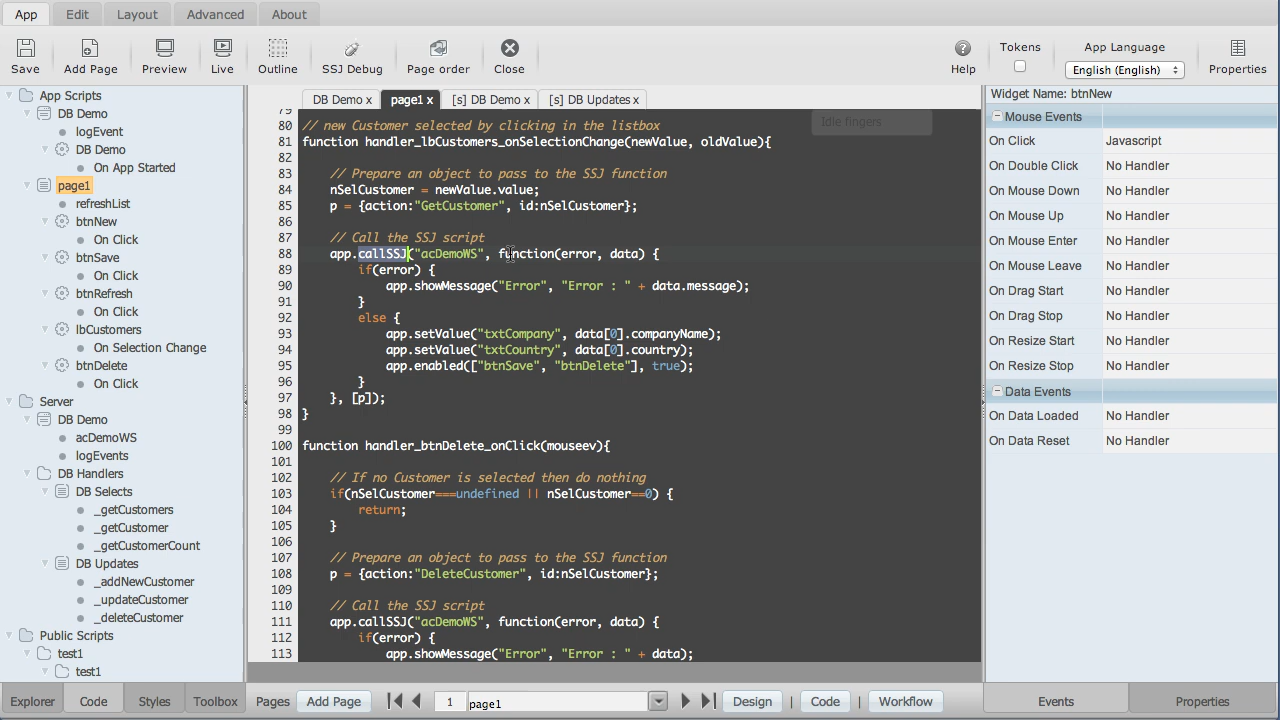 App Edit Layout Advanced About
Save Add Page Preview Live Outline SSJ Debug Page order Close Help Tokens App Language English (English) Properties
App Scripts
DB Demo
logEvent
DB Demo
On App Started
page1
refreshList
btnNew
On Click
btnSave
On Click
btnRefresh
On Click
lbCustomers
On Selection Change
btnDelete
On Click
Server
DB Demo
acDemoWS
logEvents
DB Handlers
DB Selects
_getCustomers
_getCustomer
_getCustomerCount
DB Updates
_addNewCustomer
_updateCustomer
_deleteCustomer
Public Scripts
test1
test1
DB Demo x page1 x [s] DB Demo x [s] DB Updates x
Idle fingers
79
80 // new Customer selected by clicking in the listbox
81 function handler_lbCustomers_onSelectionChange(newValue, oldValue){
82
83 // Prepare an object to pass to the SSJ function
84 nSelCustomer = newValue.value;
85 p = {action:"GetCustomer", id:nSelCustomer};
86
87 // Call the SSJ script
88 app.callSSJ("acDemoWS", function(error, data) {
89 if(error) {
90 app.showMessage("Error", "Error : " + data.message);
91 }
92 else {
93 app.setValue("txtCompany", data[0].companyName);
94 app.setValue("txtCountry", data[0].country);
95 app.enabled(["btnSave", "btnDelete"], true);
96 }
97 }, [p]);
98 }
99
100 function handler_btnDelete_onClick(mouseev){
101
102 // If no Customer is selected then do nothing
103 if(nSelCustomer===undefined || nSelCustomer==0) {
104 return;
105 }
106
107 // Prepare an object to pass to the SSJ function
108 p = {action:"DeleteCustomer", id:nSelCustomer};
109
110 // Call the SSJ script
111 app.callSSJ("acDemoWS", function(error, data) {
112 if(error) {
113 app.showMessage("Error", "Error : " + data);
Widget Name: btnNew
Mouse Events
On Click Javascript
On Double Click No Handler
On Mouse Down No Handler
On Mouse Up No Handler
On Mouse Enter No Handler
On Mouse Leave No Handler
On Drag Start No Handler
On Drag Stop No Handler
On Resize Start No Handler
On Resize Stop No Handler
Data Events
On Data Loaded No Handler
On Data Reset No Handler
Explorer Code Styles Toolbox Pages Add Page 1 page1 Design | Code | Workflow Events Properties